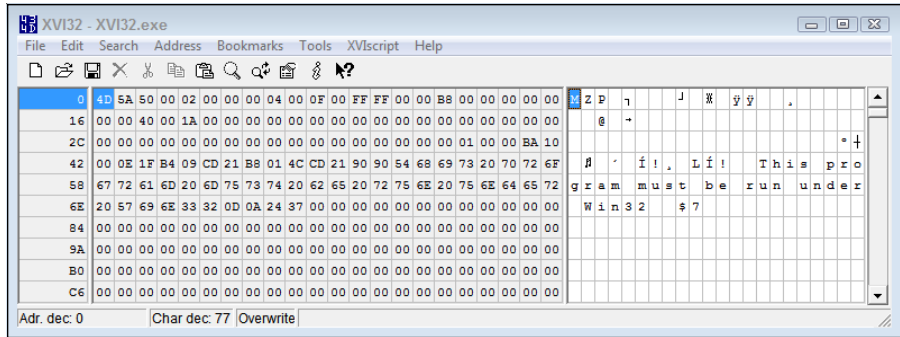 XVI32 - XVI32.exe
File Edit Search Address Bookmarks Tools XVIscript Help
0 4D 5A 50 00 02 00 00 00 04 00 0F 00 FF FF 00 00 B8 00 00 00 00 00 M Z P ┐ ┘ ÿ ÿ ¸
16 00 00 40 00 1A 00 00 00 00 00 00 00 00 00 00 00 00 00 00 00 00 00 @ →
2C 00 00 00 00 00 00 00 00 00 00 00 00 00 00 00 00 00 01 00 00 BA 10 º ┼
42 00 0E 1F B4 09 CD 21 B8 01 4C CD 21 90 90 54 68 69 73 20 70 72 6F ´ Í ! ¸ L Í ! T h i s p r o
58 67 72 61 6D 20 6D 75 73 74 20 62 65 20 72 75 6E 20 75 6E 64 65 72 g r a m m u s t b e r u n u n d e r
6E 20 57 69 6E 33 32 0D 0A 24 37 00 00 00 00 00 00 00 00 00 00 00 00 W i n 3 2 $ 7
84 00 00 00 00 00 00 00 00 00 00 00 00 00 00 00 00 00 00 00 00 00 00
9A 00 00 00 00 00 00 00 00 00 00 00 00 00 00 00 00 00 00 00 00 00 00
B0 00 00 00 00 00 00 00 00 00 00 00 00 00 00 00 00 00 00 00 00 00 00
C6 00 00 00 00 00 00 00 00 00 00 00 00 00 00 00 00 00 00 00 00 00 00
Adr. dec: 0 Char dec: 77 Overwrite